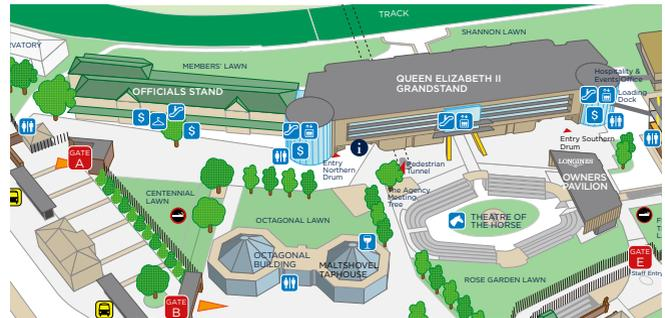 TRACK
SHANNON LAWN
RVATORY
MEMBERS' LAWN
QUEEN ELIZABETH II
GRANDSTAND
Hospitality &
Events Office
Loading
Dock
OFFICIALS STAND
$
$
$
$
i
GATE
A
Entry
Northern
Drum
Pedestrian
Tunnel
Entry Southern
Drum
LONGINES
OWNERS
PAVILION
The Agency
Meeting
Tree
CENTENNIAL
LAWN
OCTAGONAL LAWN
THEATRE OF
THE HORSE
OCTAGONAL
BUILDING
MALTSHOVEL
TAPHOUSE
ROSE GARDEN LAWN
GATE
E
Staff Entry
GATE
B